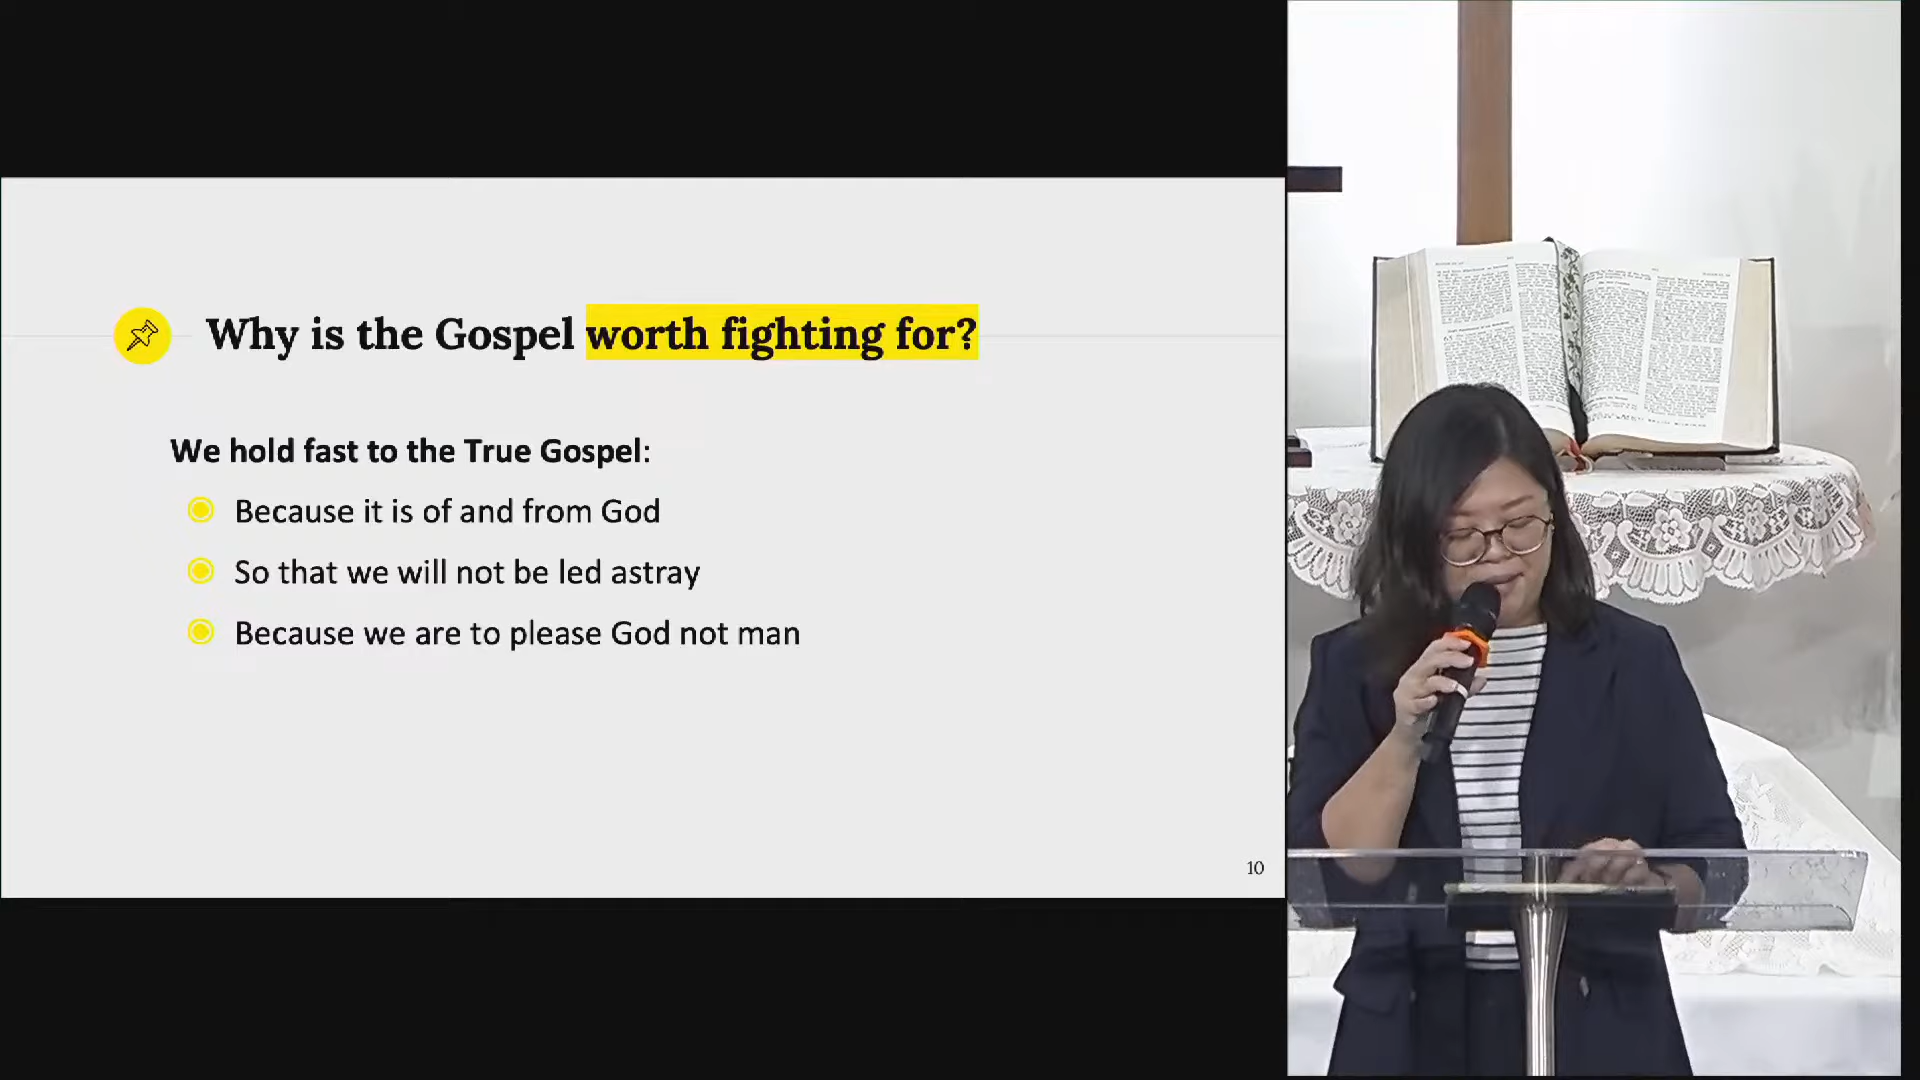 Why is the Gospel worth fighting for?
We hold fast to the True Gospel:
Because it is of and from God
So that we will not be led astray
Because we are to please God not man
10